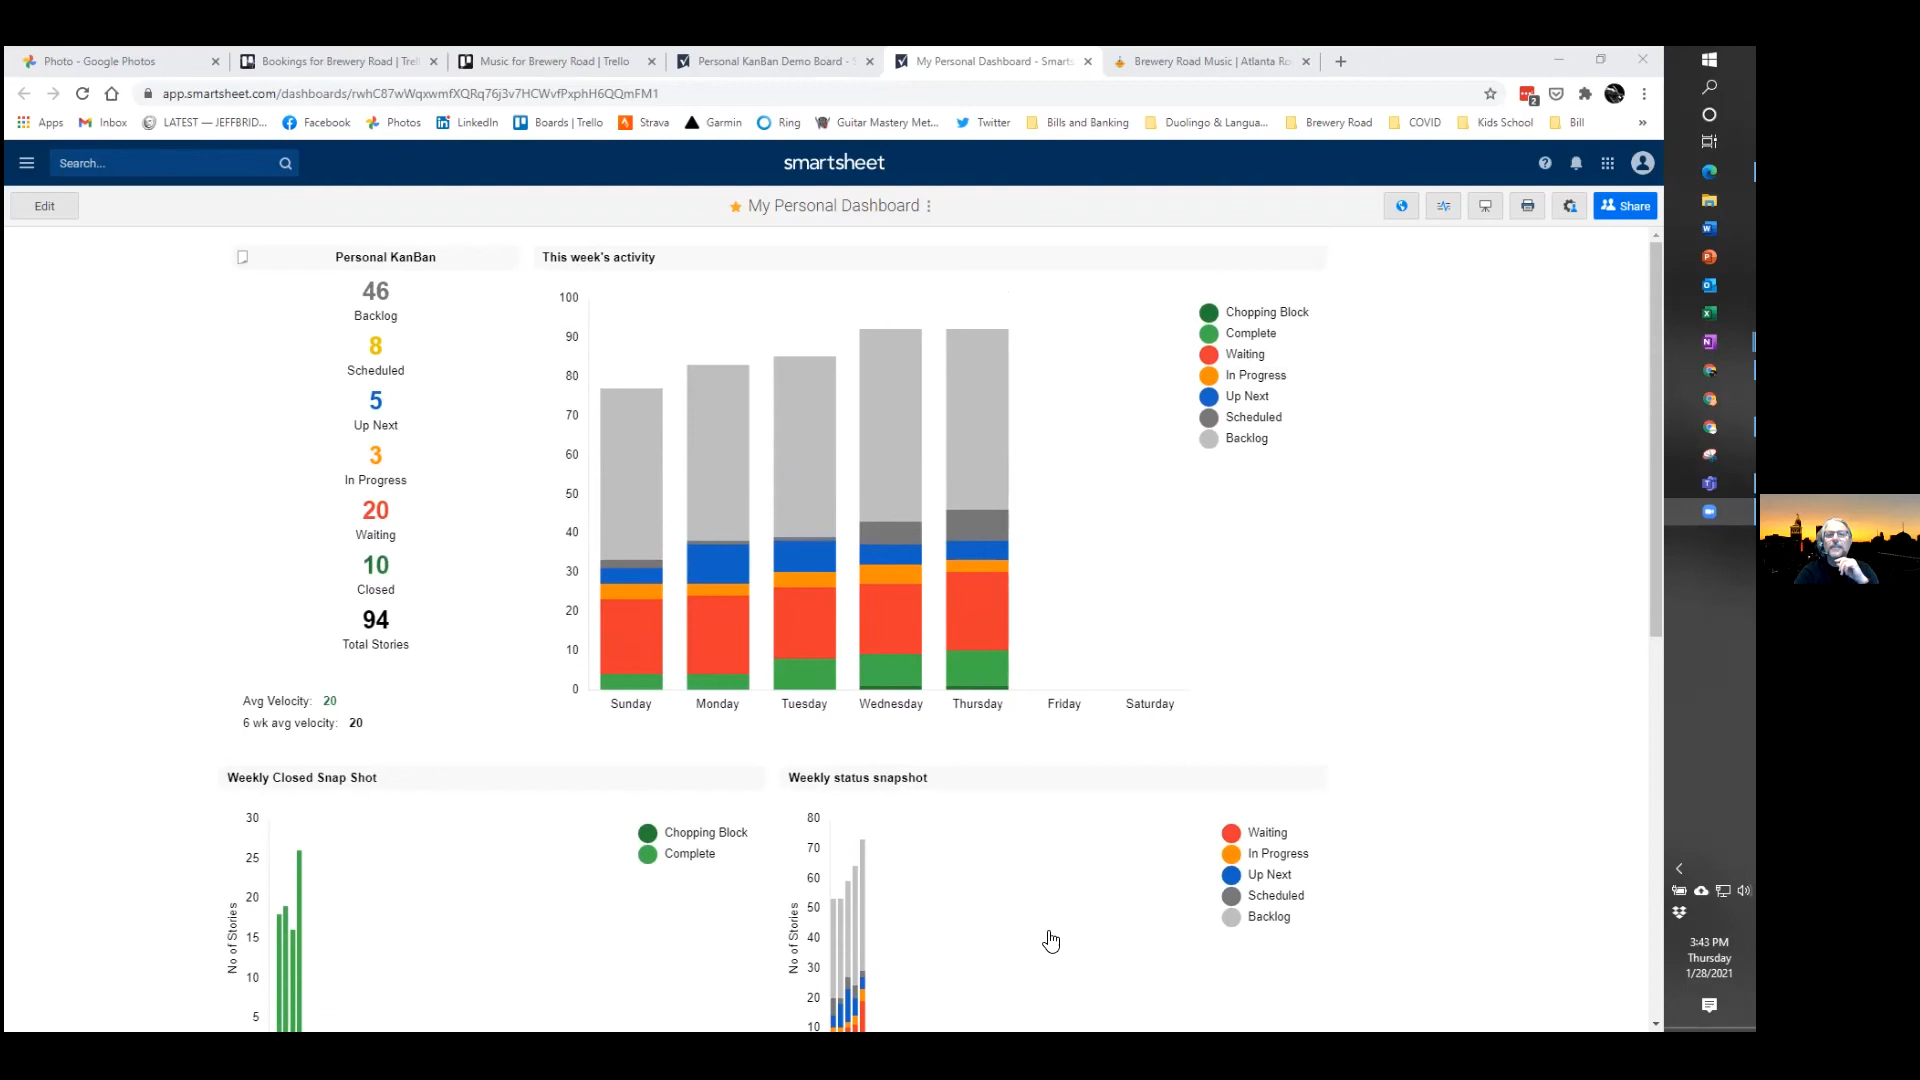 Photo - Google Photos
Bookings for Brewery Road | Trel
Music for Brewery Road | Trello
Personal KanBan Demo Board - S
My Personal Dashboard - Smarts
Brewery Road Music | Atlanta Ro
app.smartsheet.com/dashboards/rwhC87wWqxwmfXQRq76j3v7HCWvfPxphH6QQmFM1
2
Apps
Inbox
LATEST — JEFFBRID...
Facebook
Photos
LinkedIn
Boards | Trello
Strava
Garmin
Ring
Guitar Mastery Met...
Twitter
Bills and Banking
Duolingo & Langua...
Brewery Road
COVID
Kids School
Bill
»
Search...
smartsheet
Edit
My Personal Dashboard
Share
Personal KanBan
46
Backlog
8
Scheduled
5
Up Next
3
In Progress
20
Waiting
10
Closed
94
Total Stories
Avg Velocity: 20
6 wk avg velocity: 20
This week's activity
100
90
80
70
60
50
40
30
20
10
0
Sunday
Monday
Tuesday
Wednesday
Thursday
Friday
Saturday
Chopping Block
Complete
Waiting
In Progress
Up Next
Scheduled
Backlog
Weekly Closed Snap Shot
30
25
20
15
10
5
No of Stories
Chopping Block
Complete
Weekly status snapshot
80
70
60
50
40
30
20
10
No of Stories
Waiting
In Progress
Up Next
Scheduled
Backlog
3:43 PM
Thursday
1/28/2021